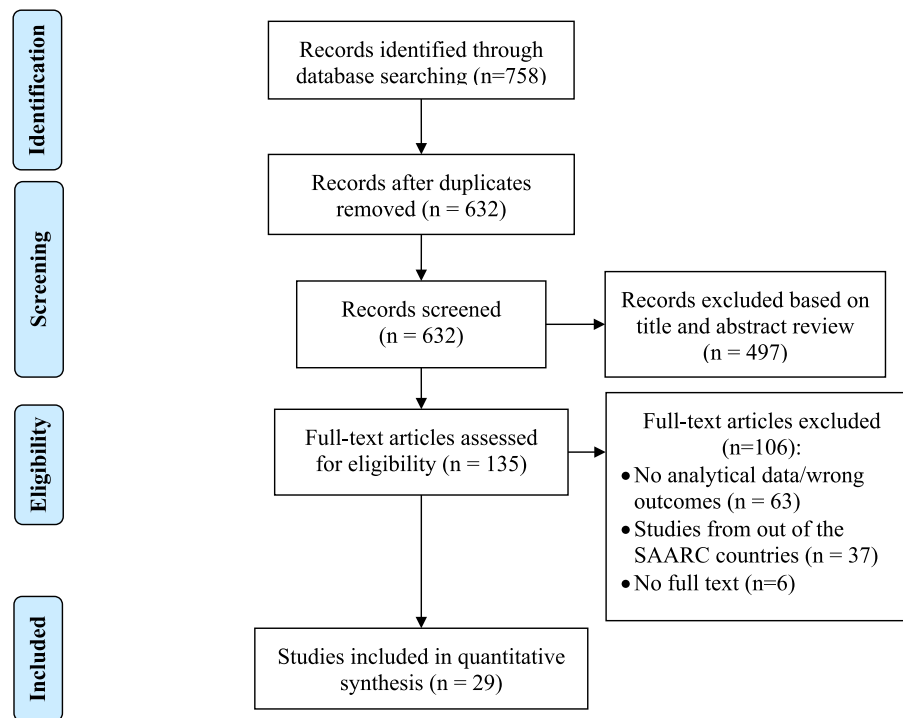 Identification
Records identified through
database searching (n=758)
Records after duplicates
removed (n = 632)
Screening
Records screened
(n = 632)
Records excluded based on
title and abstract review
(n = 497)
Eligibility
Full-text articles assessed
for eligibility (n = 135)
Full-text articles excluded
(n=106):
•No analytical data/wrong
outcomes (n = 63)
•Studies from out of the
SAARC countries (n = 37)
•No full text (n=6)
Included
Studies included in quantitative
synthesis (n = 29)